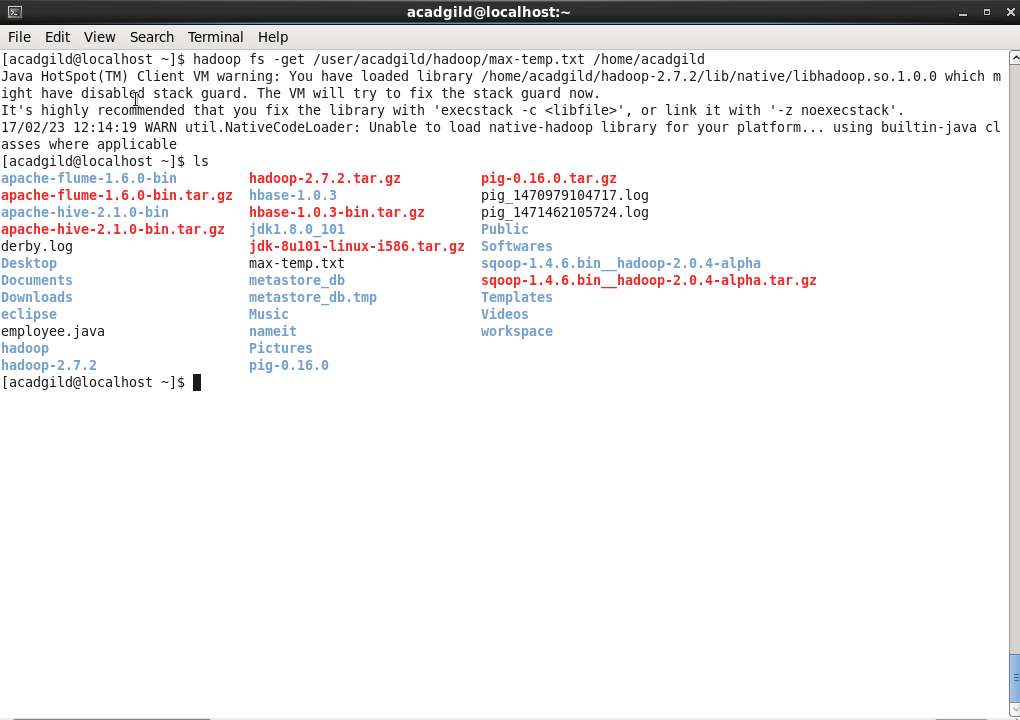 acadgild@localhost:~
File Edit View Search Terminal Help
[acadgild@localhost ~]$ hadoop fs -get /user/acadgild/hadoop/max-temp.txt /home/acadgild
Java HotSpot(TM) Client VM warning: You have loaded library /home/acadgild/hadoop-2.7.2/lib/native/libhadoop.so.1.0.0 which m
ight have disabled stack guard. The VM will try to fix the stack guard now.
It's highly recommended that you fix the library with 'execstack -c <libfile>', or link it with '-z noexecstack'.
17/02/23 12:14:19 WARN util.NativeCodeLoader: Unable to load native-hadoop library for your platform... using builtin-java cl
asses where applicable
[acadgild@localhost ~]$ ls
apache-flume-1.6.0-bin hadoop-2.7.2.tar.gz pig-0.16.0.tar.gz
apache-flume-1.6.0-bin.tar.gz hbase-1.0.3 pig_1470979104717.log
apache-hive-2.1.0-bin hbase-1.0.3-bin.tar.gz pig_1471462105724.log
apache-hive-2.1.0-bin.tar.gz jdk1.8.0_101 Public
derby.log jdk-8u101-linux-i586.tar.gz Softwares
Desktop max-temp.txt sqoop-1.4.6.bin__hadoop-2.0.4-alpha
Documents metastore_db sqoop-1.4.6.bin__hadoop-2.0.4-alpha.tar.gz
Downloads metastore_db.tmp Templates
eclipse Music Videos
employee.java nameit workspace
hadoop Pictures
hadoop-2.7.2 pig-0.16.0
[acadgild@localhost ~]$